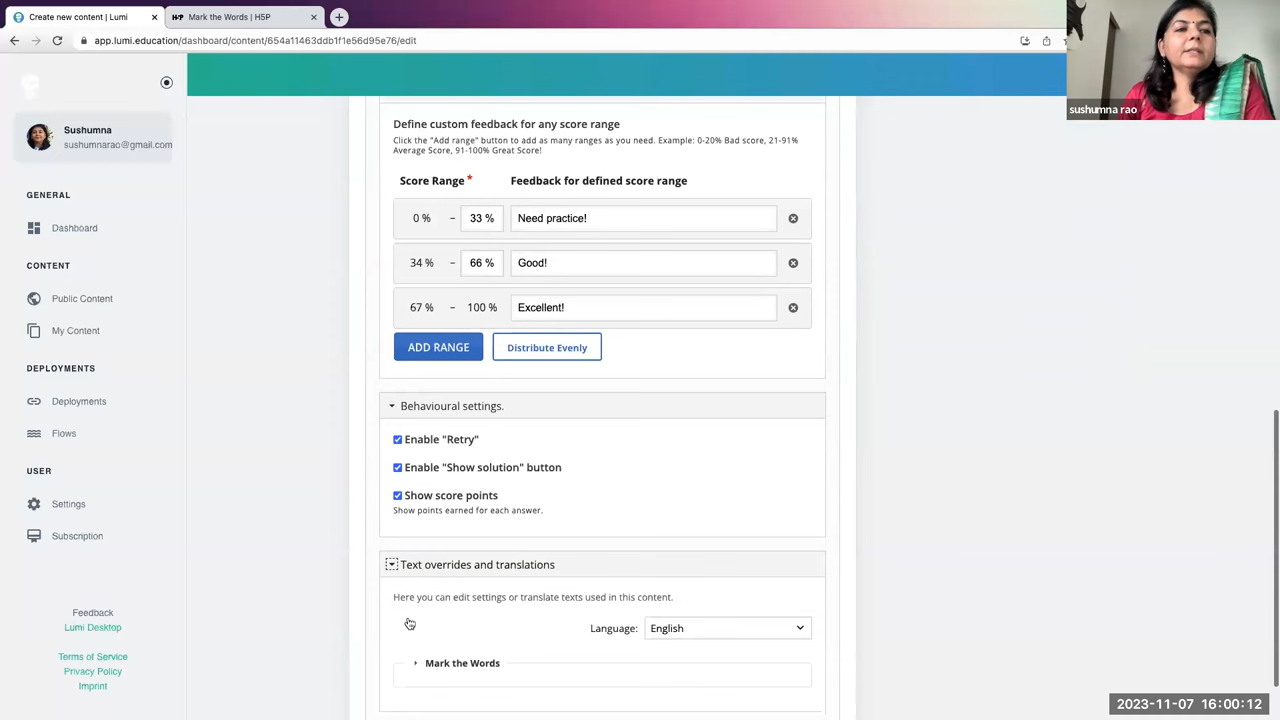 Create new content | Lumi
H-P Mark the Words | H5P
app.lumi.education/dashboard/content/654a11463ddb1f1e56d95e76/edit
sushumna rao
Sushumna
sushumnarao@gmail.com
GENERAL
Dashboard
CONTENT
Public Content
My Content
DEPLOYMENTS
Deployments
Flows
USER
Settings
Subscription
Feedback
Lumi Desktop
Terms of Service
Privacy Policy
Imprint
Define custom feedback for any score range
Click the "Add range" button to add as many ranges as you need. Example: 0-20% Bad score, 21-91%
Average Score, 91-100% Great Score!
Score Range * Feedback for defined score range
0 % – 33 % Need practice!
34 % – 66 % Good!
67 % – 100 % Excellent!
ADD RANGE Distribute Evenly
Behavioural settings.
Enable "Retry"
Enable "Show solution" button
Show score points
Show points earned for each answer.
Text overrides and translations
Here you can edit settings or translate texts used in this content.
Language: English
Mark the Words
2023-11-07 16:00:12